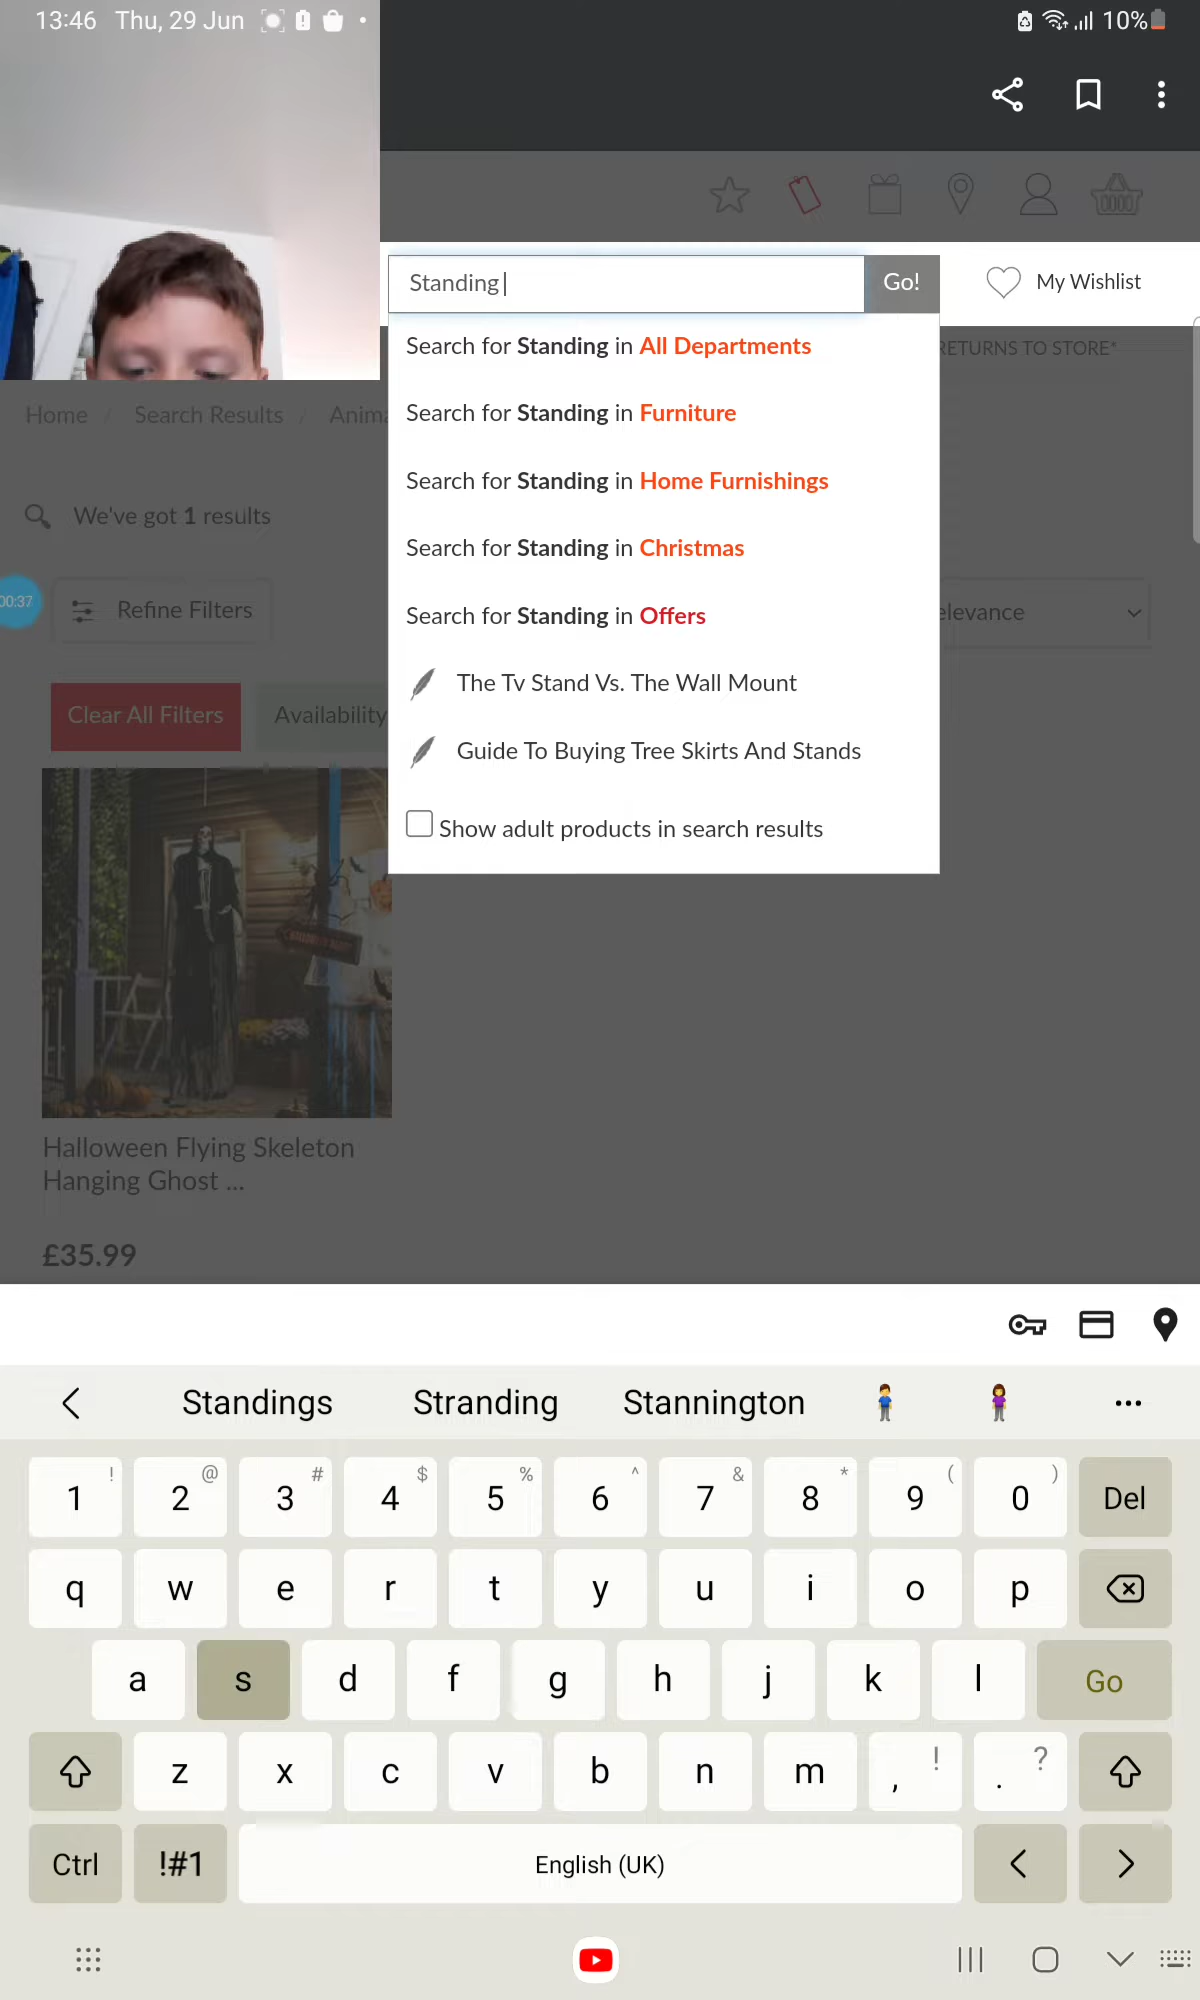 13:46 Thu, 29 Jun
10%
Standing
Go!
My Wishlist
Search for Standing in All Departments
RETURNS TO STORE*
Home / Search Results / Anima
Search for Standing in Furniture
Search for Standing in Home Furnishings
We've got 1 results
Search for Standing in Christmas
00:37
Refine Filters
Search for Standing in Offers
elevance
The Tv Stand Vs. The Wall Mount
Clear All Filters
Availability
Guide To Buying Tree Skirts And Stands
Show adult products in search results
Halloween Flying Skeleton
Hanging Ghost ...
£35.99
Standings Stranding Stannington ...
! @ # $ % ^ & * ( )
1 2 3 4 5 6 7 8 9 0 Del
q w e r t y u i o p
a s d f g h j k l Go
z x c v b n m , ! . ?
Ctrl !#1 English (UK) < >